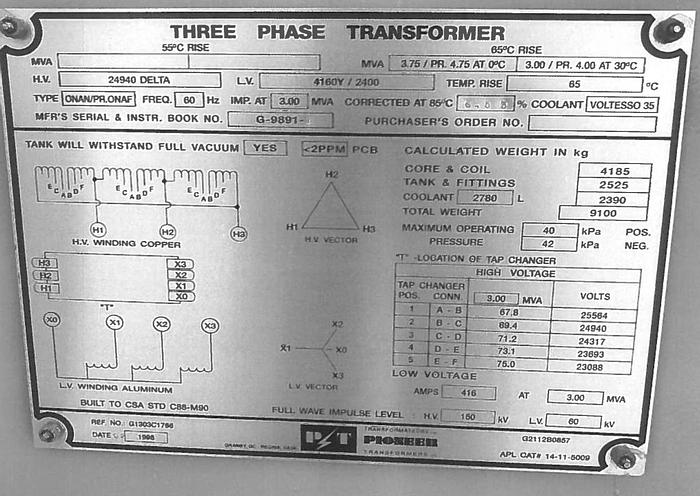 THREE PHASE TRANSFORMER
55°C RISE 65°C RISE
MVA MVA 3.75 / PR. 4.75 AT 0°C 3.00 / PR. 4.00 AT 30°C
H.V. 24940 DELTA L.V. 4160Y / 2400 TEMP. RISE 65 °C
TYPE ONAN/PR.ONAF FREQ. 60 Hz IMP. AT 3.00 MVA CORRECTED AT 85°C % COOLANT VOLTESSO 35
MFR'S SERIAL & INSTR. BOOK NO. G-9891- PURCHASER'S ORDER NO.
TANK WILL WITHSTAND FULL VACUUM YES <2PPM PCB
CALCULATED WEIGHT IN kg
CORE & COIL 4185
TANK & FITTINGS 2525
COOLANT 2780 L 2390
TOTAL WEIGHT 9100
MAXIMUM OPERATING 40 kPa POS.
PRESSURE 42 kPa NEG.
E C A B D F E C A B D F E C A B D F
H1 H2 H3
H.V. WINDING COPPER
H2
H1 H3
H.V. VECTOR
H3 X3
H2 X2
H1 X1
X0
"T"
X0 X1 X2 X3
L.V. WINDING ALUMINUM
X2
X1 X0
X3
L.V. VECTOR
"T" -LOCATION OF TAP CHANGER
HIGH VOLTAGE
TAP CHANGER 3.00 MVA VOLTS
POS. CONN.
1 A - B 67.8 25564
2 B - C 69.4 24940
3 C - D 71.2 24317
4 D - E 73.1 23693
5 E - F 75.0 23088
LOW VOLTAGE
AMPS 416 AT 3.00 MVA
BUILT TO CSA STD C88-M90
FULL WAVE IMPULSE LEVEL H.V. 150 kV L.V. 60 kV
REF. NO.: G1303C1766
DATE 1998
PT
TRANSFORMATEURS
PIONEER
TRANSFORMERS
G2112B0857
APL CAT# 14-11-5009